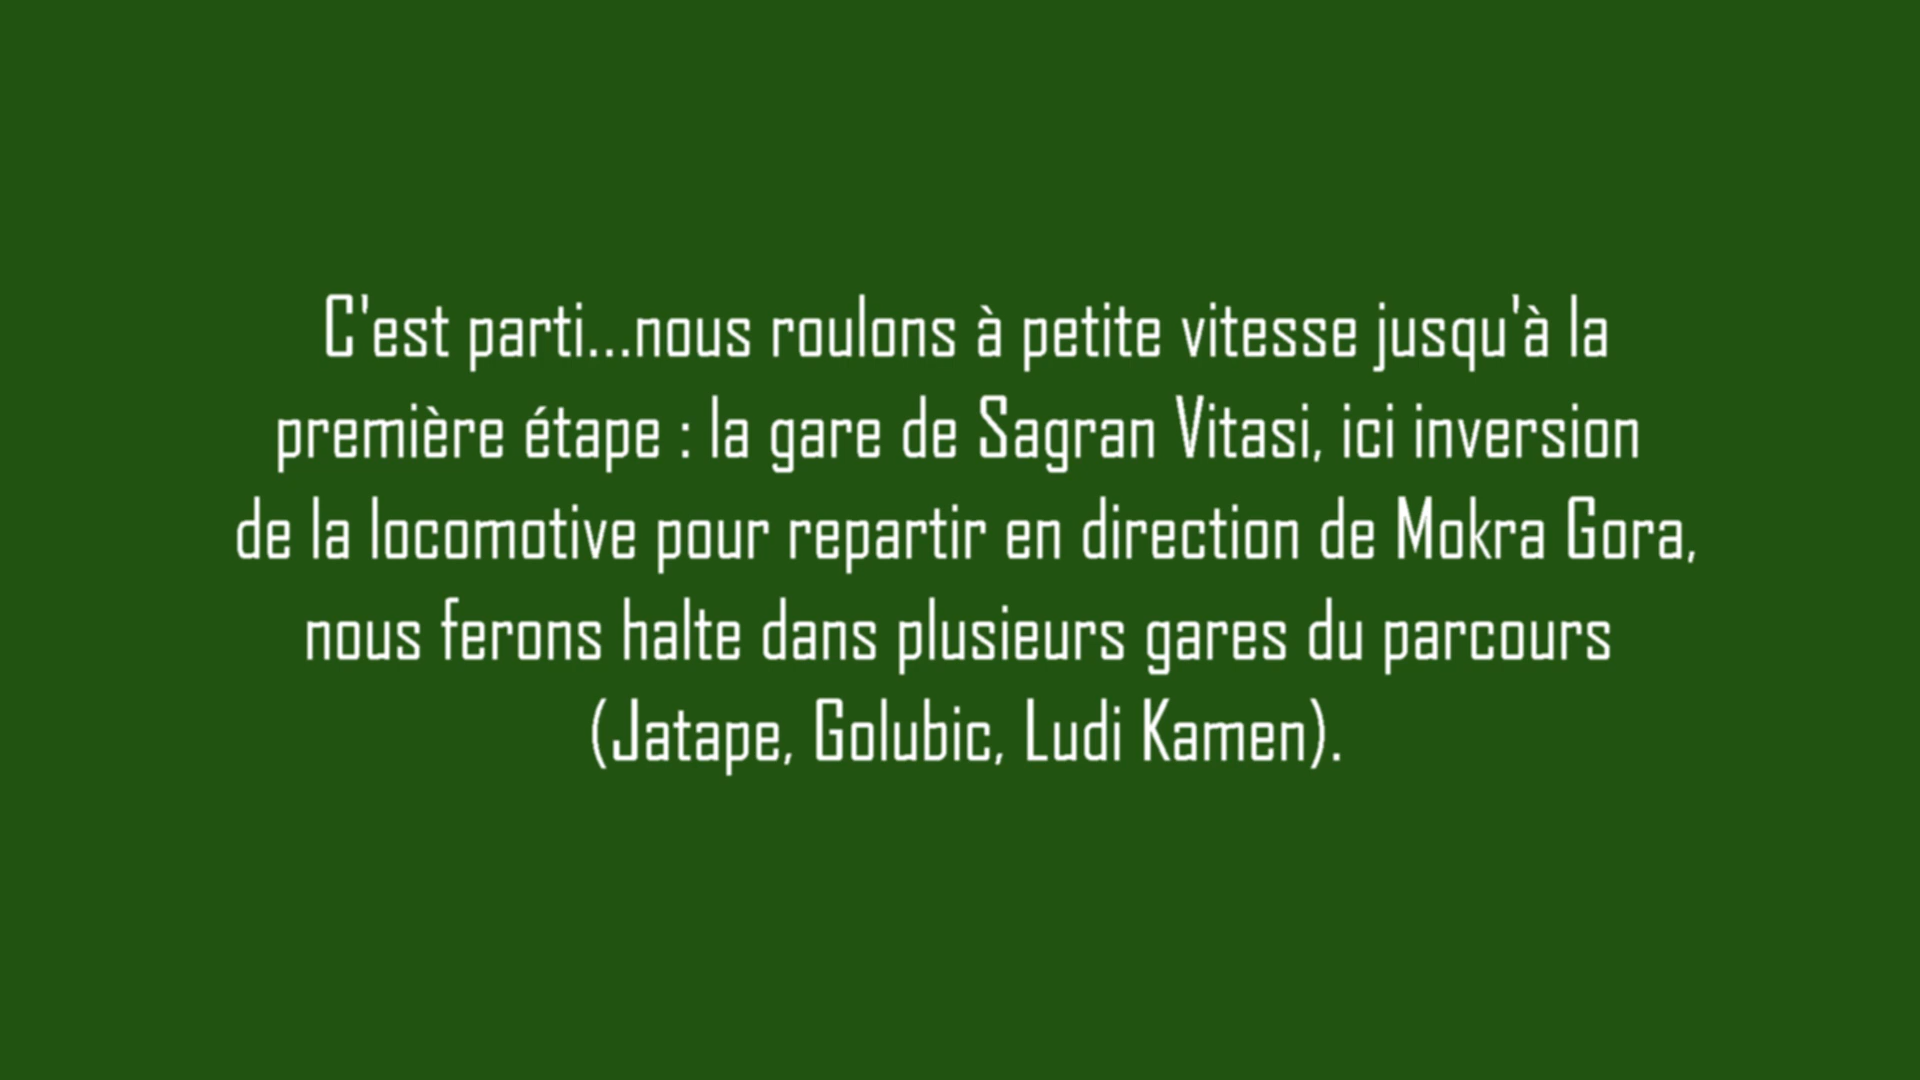 C'est parti...nous roulons à petite vitesse jusqu'à la
première étape : la gare de Sagran Vitasi, ici inversion
de la locomotive pour repartir en direction de Mokra Gora,
nous ferons halte dans plusieurs gares du parcours
(Jatape, Golubic, Ludi Kamen).